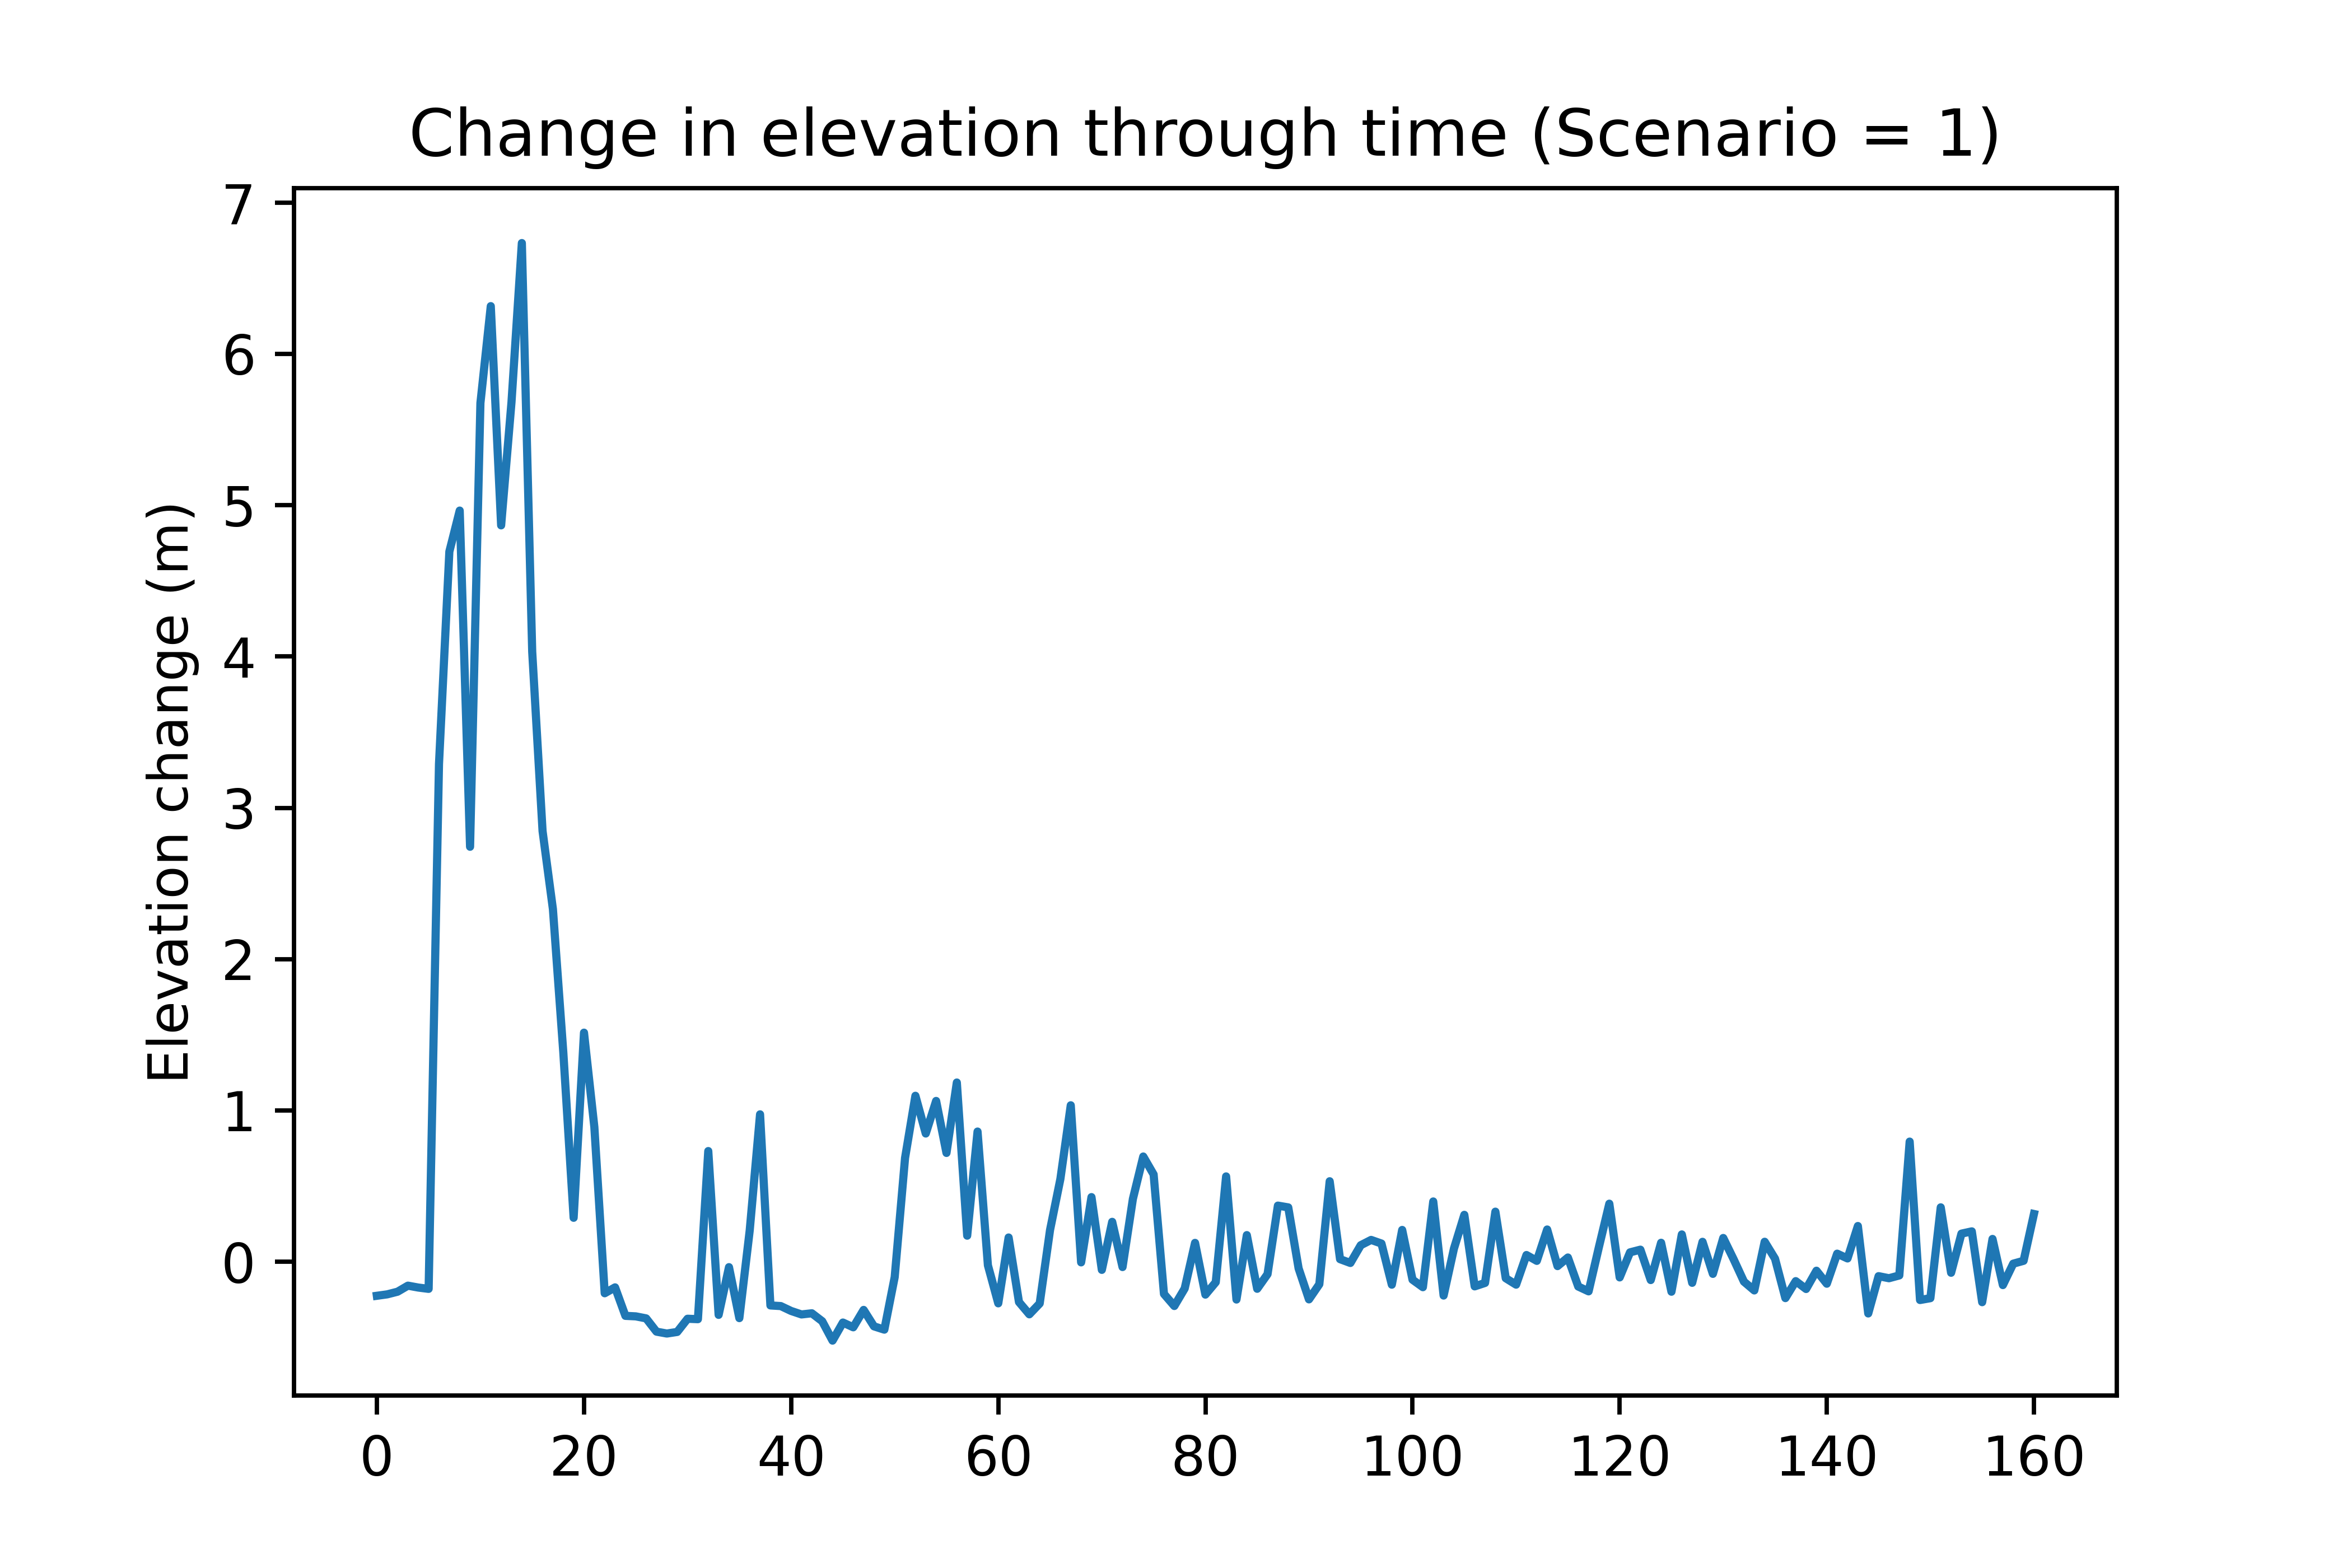 Change in elevation through time (Scenario = 1)
Elevation change (m)
7
6
5
4
3
2
1
0
0 20 40 60 80 100 120 140 160